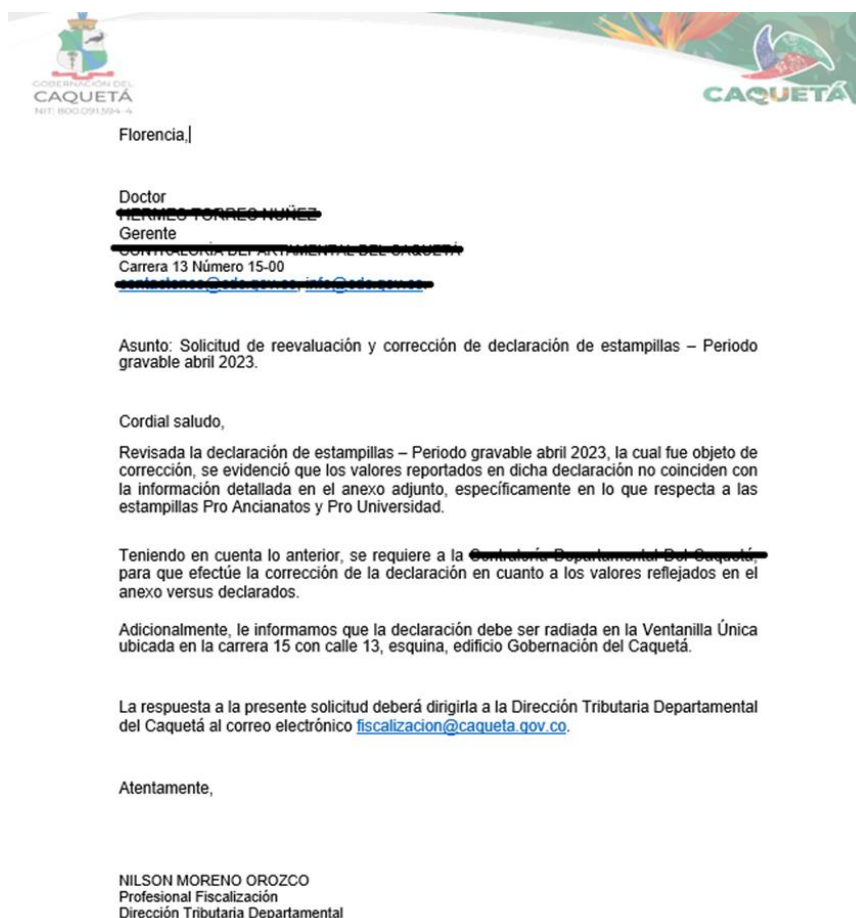 GOBERNACIÓN DEL
CAQUETÁ
NIT: 800.091.594-4
CAQUETÁ
Florencia,
Doctor
Gerente
Carrera 13 Número 15-00
Asunto: Solicitud de reevaluación y corrección de declaración de estampillas – Periodo
gravable abril 2023.
Cordial saludo,
Revisada la declaración de estampillas – Periodo gravable abril 2023, la cual fue objeto de
corrección, se evidenció que los valores reportados en dicha declaración no coinciden con
la información detallada en el anexo adjunto, específicamente en lo que respecta a las
estampillas Pro Ancianatos y Pro Universidad.
Teniendo en cuenta lo anterior, se requiere a la
para que efectúe la corrección de la declaración en cuanto a los valores reflejados en el
anexo versus declarados.
Adicionalmente, le informamos que la declaración debe ser radiada en la Ventanilla Única
ubicada en la carrera 15 con calle 13, esquina, edificio Gobernación del Caquetá.
La respuesta a la presente solicitud deberá dirigirla a la Dirección Tributaria Departamental
del Caquetá al correo electrónico fiscalizacion@caqueta.gov.co.
Atentamente,
NILSON MORENO OROZCO
Profesional Fiscalización
Dirección Tributaria Departamental